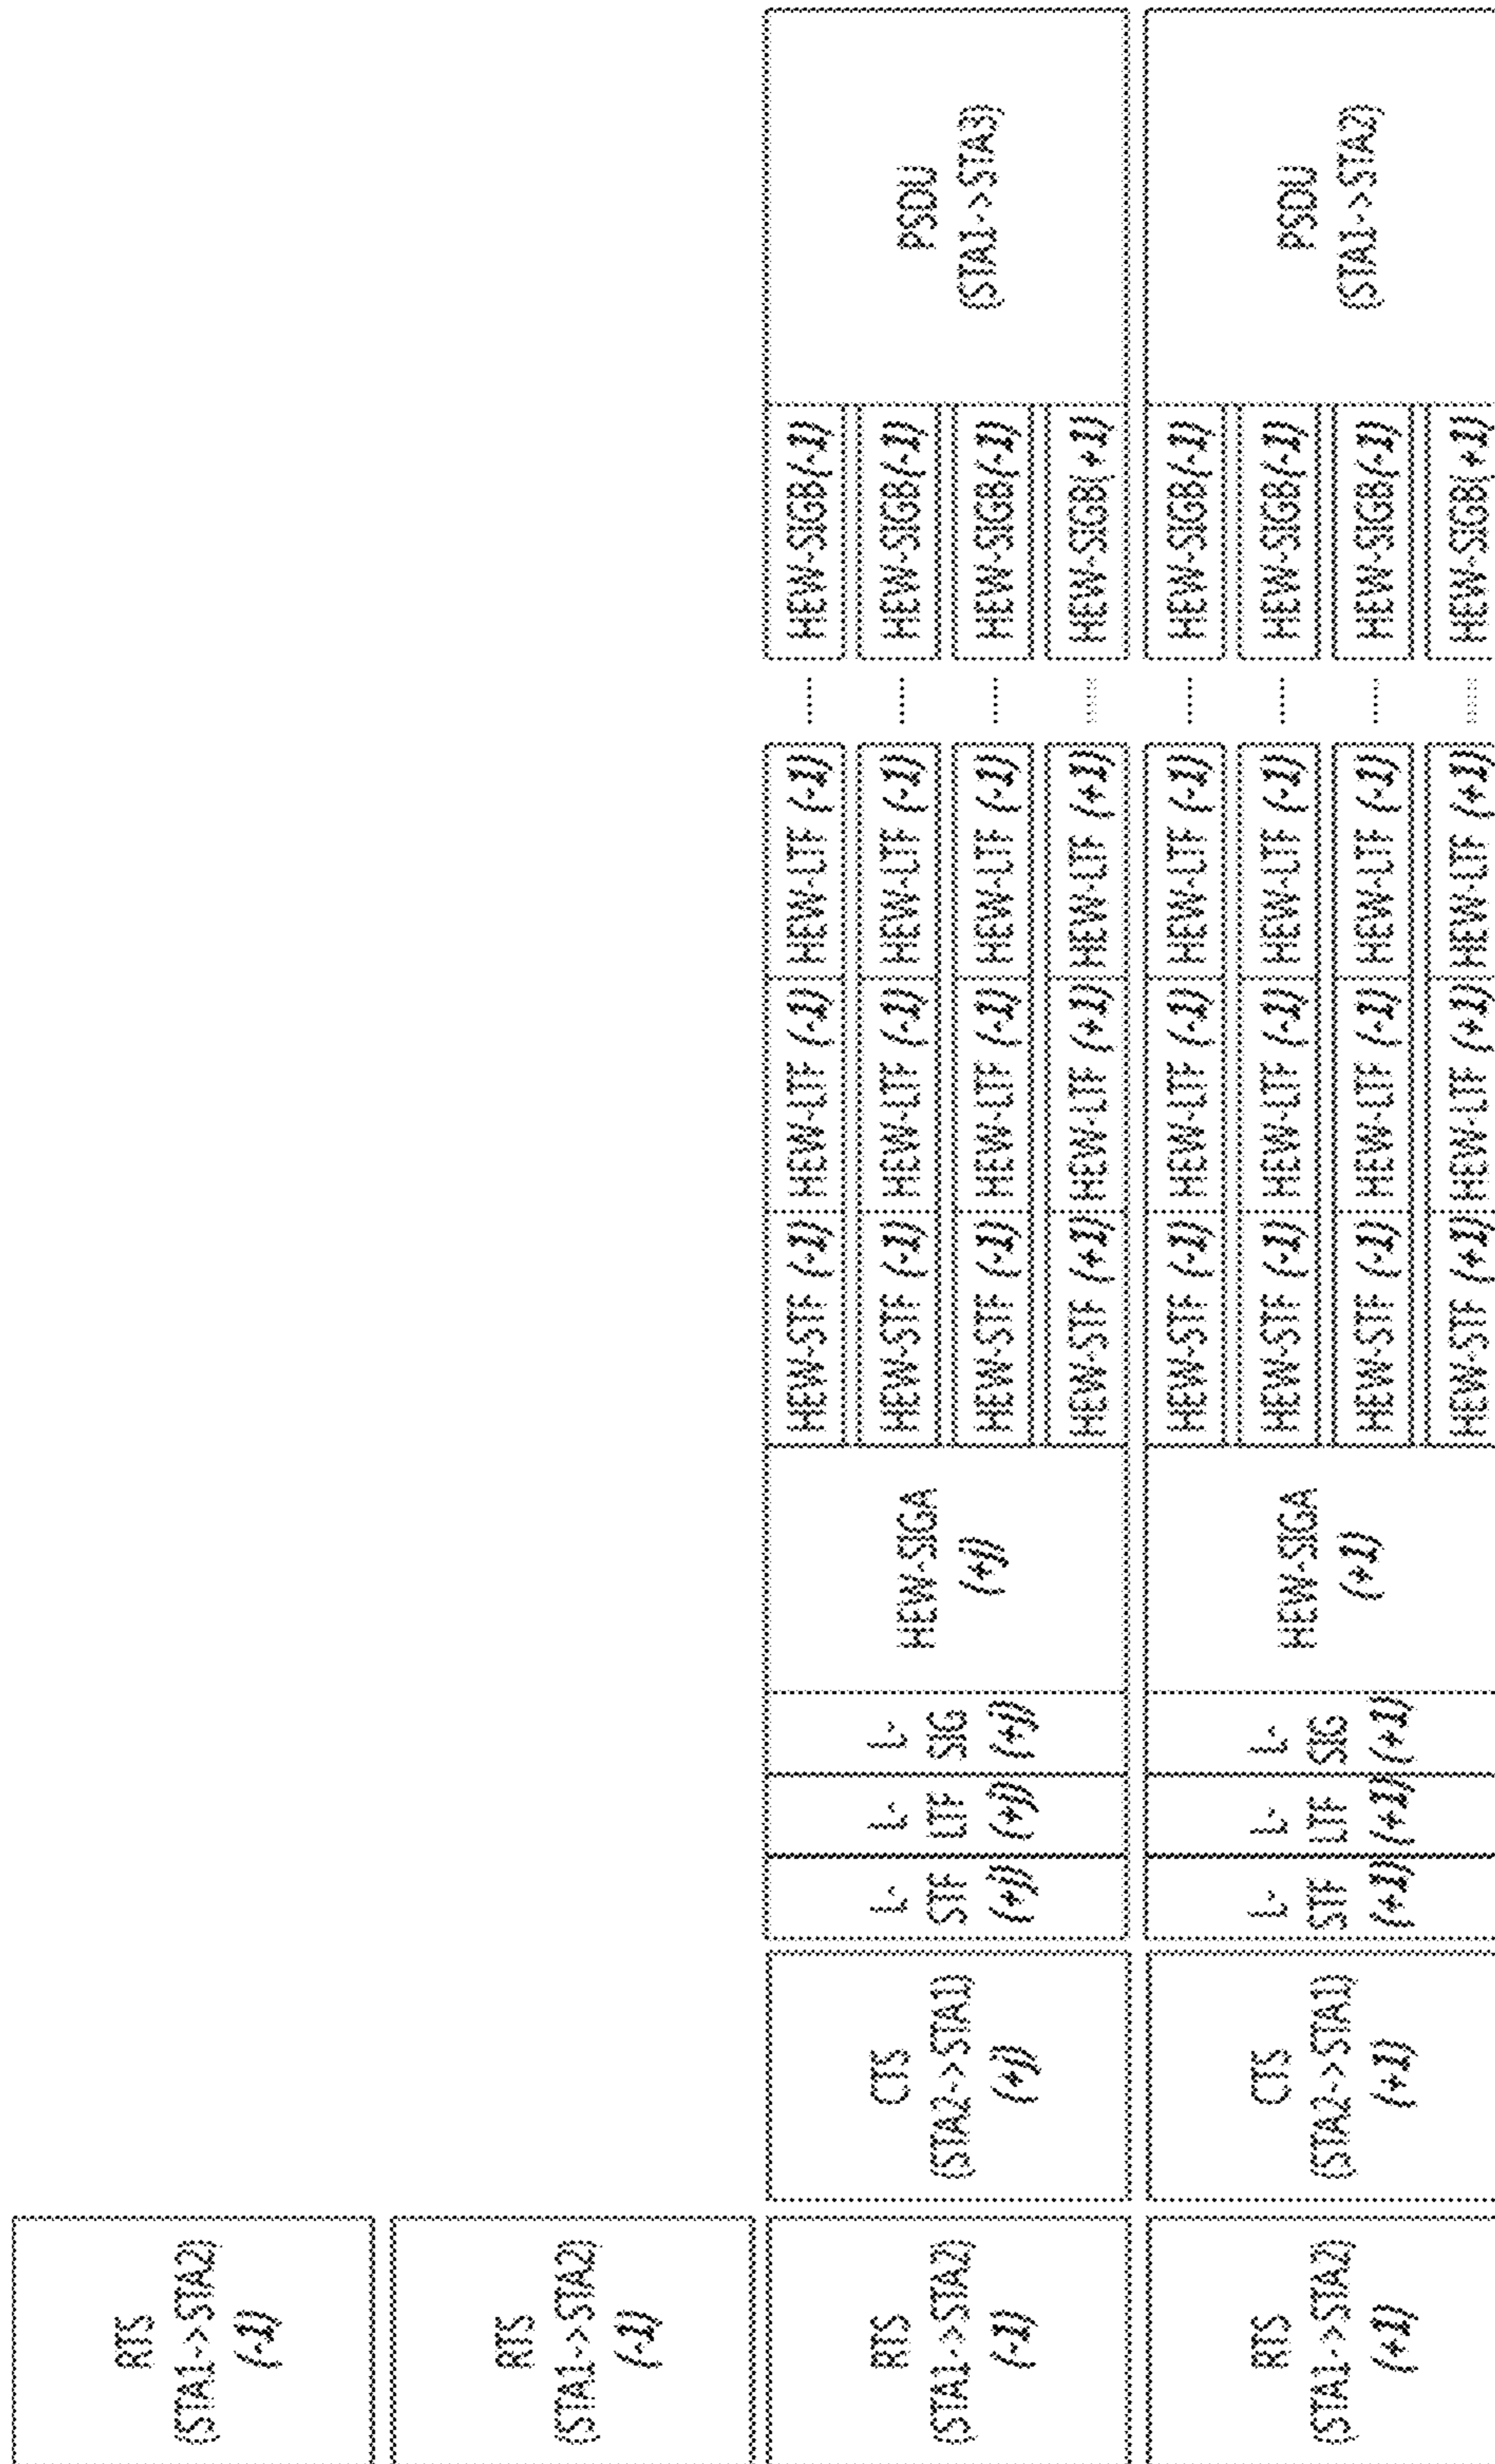 RTS
(STA1->STA2)
(-1)
RTS
(STA1->STA2)
(-1)
RTS
(STA1->STA2)
(-1)
CTS
(STA2->STA1)
(+j)
L-
STF
(+j)
L-
LTF
(+j)
L-
SIG
(+j)
HEW-SIGA
(+j)
HEW-STF (-1) HEW-LTF (-1) HEW-LTF (-1) ...... HEW-SIGB(-1)
HEW-STF (-1) HEW-LTF (-1) HEW-LTF (-1) ...... HEW-SIGB(-1)
HEW-STF (-1) HEW-LTF (-1) HEW-LTF (-1) ...... HEW-SIGB(-1)
HEW-STF (+1) HEW-LTF (+1) HEW-LTF (+1) ...... HEW-SIGB(+1)
PSDU
(STA1->STA3)
RTS
(STA1->STA2)
(+1)
CTS
(STA2->STA1)
(+1)
L-
STF
(+1)
L-
LTF
(+1)
L-
SIG
(+1)
HEW-SIGA
(+1)
HEW-STF (-1) HEW-LTF (-1) HEW-LTF (-1) ...... HEW-SIGB(-1)
HEW-STF (-1) HEW-LTF (-1) HEW-LTF (-1) ...... HEW-SIGB(-1)
HEW-STF (-1) HEW-LTF (-1) HEW-LTF (-1) ...... HEW-SIGB(-1)
HEW-STF (+1) HEW-LTF (+1) HEW-LTF (+1) ...... HEW-SIGB(+1)
PSDU
(STA1->STA2)